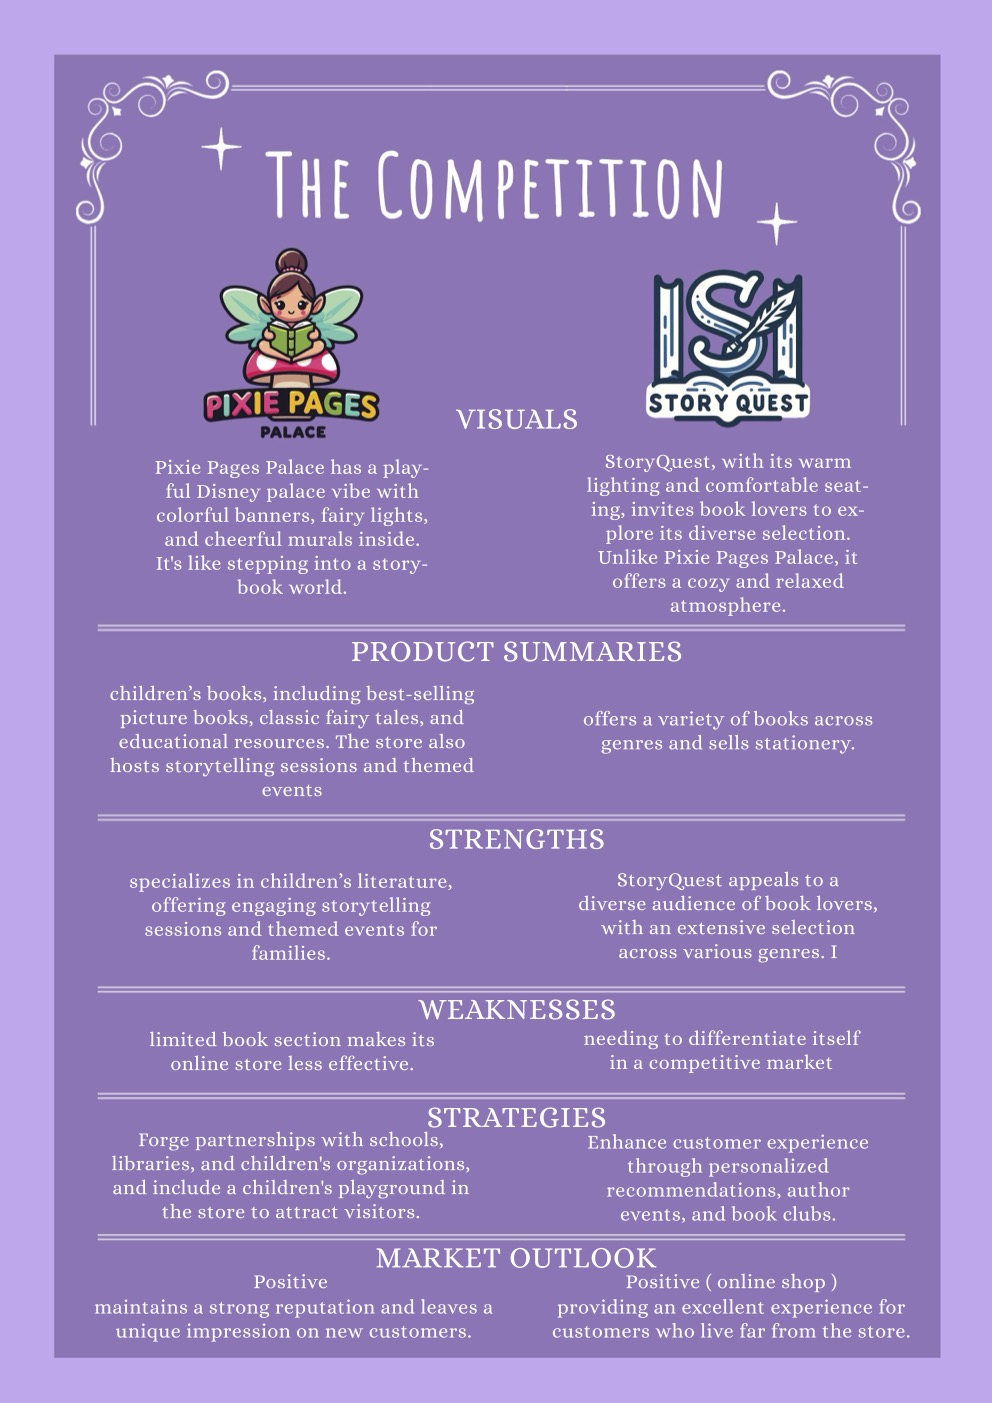 THE COMPETITION
PIXIE PAGES
PALACE
IS1
STORY QUEST
VISUALS
Pixie Pages Palace has a play-
ful Disney palace vibe with
colorful banners, fairy lights,
and cheerful murals inside.
It's like stepping into a story-
book world.
StoryQuest, with its warm
lighting and comfortable seat-
ing, invites book lovers to ex-
plore its diverse selection.
Unlike Pixie Pages Palace, it
offers a cozy and relaxed
atmosphere.
PRODUCT SUMMARIES
children’s books, including best-selling
picture books, classic fairy tales, and
educational resources. The store also
hosts storytelling sessions and themed
events
offers a variety of books across
genres and sells stationery.
STRENGTHS
specializes in children’s literature,
offering engaging storytelling
sessions and themed events for
families.
StoryQuest appeals to a
diverse audience of book lovers,
with an extensive selection
across various genres. I
WEAKNESSES
limited book section makes its
online store less effective.
needing to differentiate itself
in a competitive market
STRATEGIES
Forge partnerships with schools,
libraries, and children's organizations,
and include a children's playground in
the store to attract visitors.
Enhance customer experience
through personalized
recommendations, author
events, and book clubs.
MARKET OUTLOOK
Positive
maintains a strong reputation and leaves a
unique impression on new customers.
Positive ( online shop )
providing an excellent experience for
customers who live far from the store.